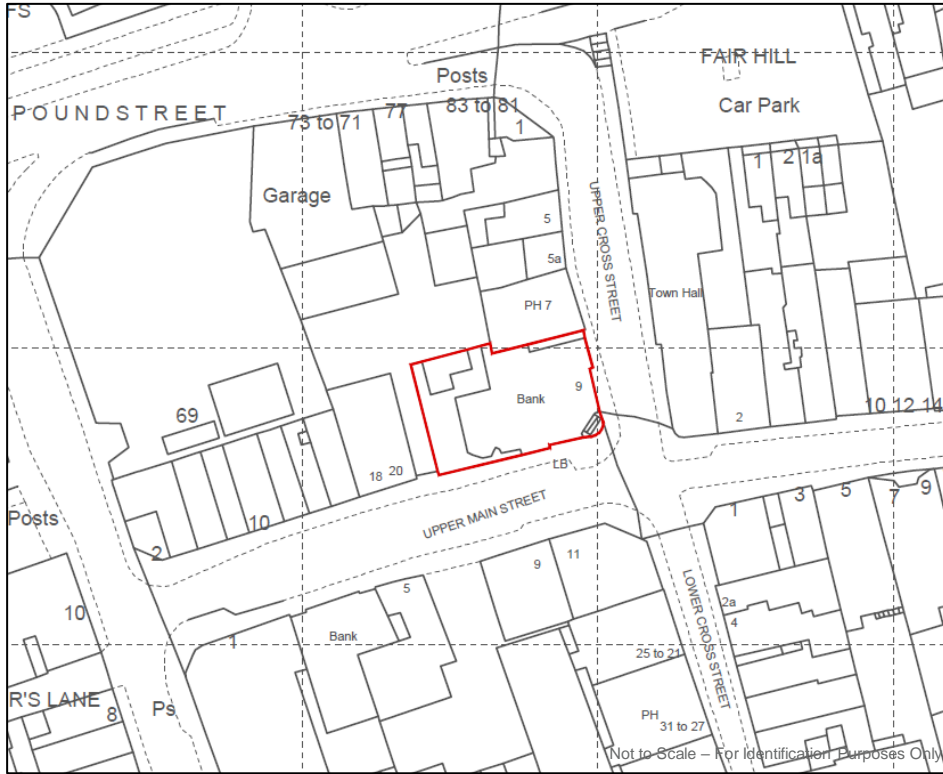 FS
FAIR HILL
Posts
Car Park
POUNDSTREET
73 to 71
77
83 to 81
1
1
2
1a
Garage
UPPER CROSS STREET
5
5a
Town Hall
PH 7
9
Bank
69
10 12 14
2
18
20
LB
UPPER MAIN STREET
10
Posts
2
1
3
5
7
9
10
5
9
11
LOWER CROSS STREET
2a
4
1
Bank
25 to 21
R'S LANE
8
Ps
PH
31 to 27
Not to Scale – For Identification Purposes Only